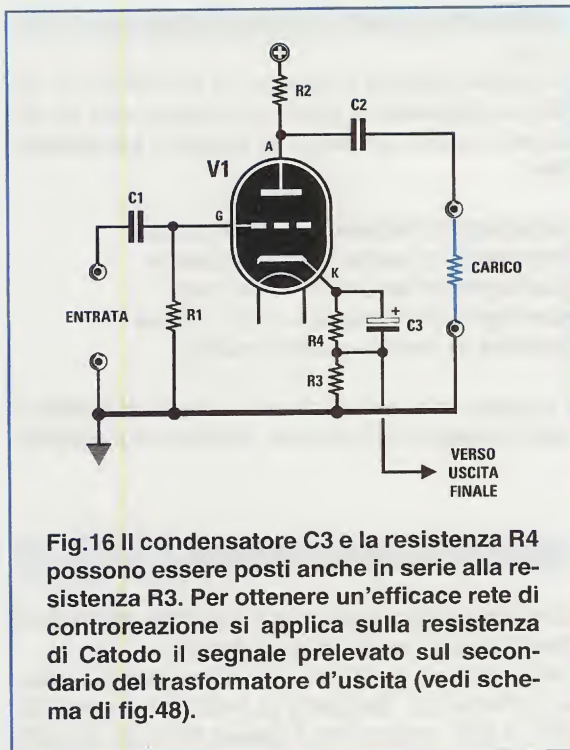 R2
C2
A
V1
C1
G
K
ENTRATA
R1
R4
C3
+
R3
CARICO
VERSO
USCITA
FINALE
Fig.16 Il condensatore C3 e la resistenza R4
possono essere posti anche in serie alla re-
sistenza R3. Per ottenere un'efficace rete di
controreazione si applica sulla resistenza
di Catodo il segnale prelevato sul secon-
dario del trasformatore d'uscita (vedi sche-
ma di fig.48).